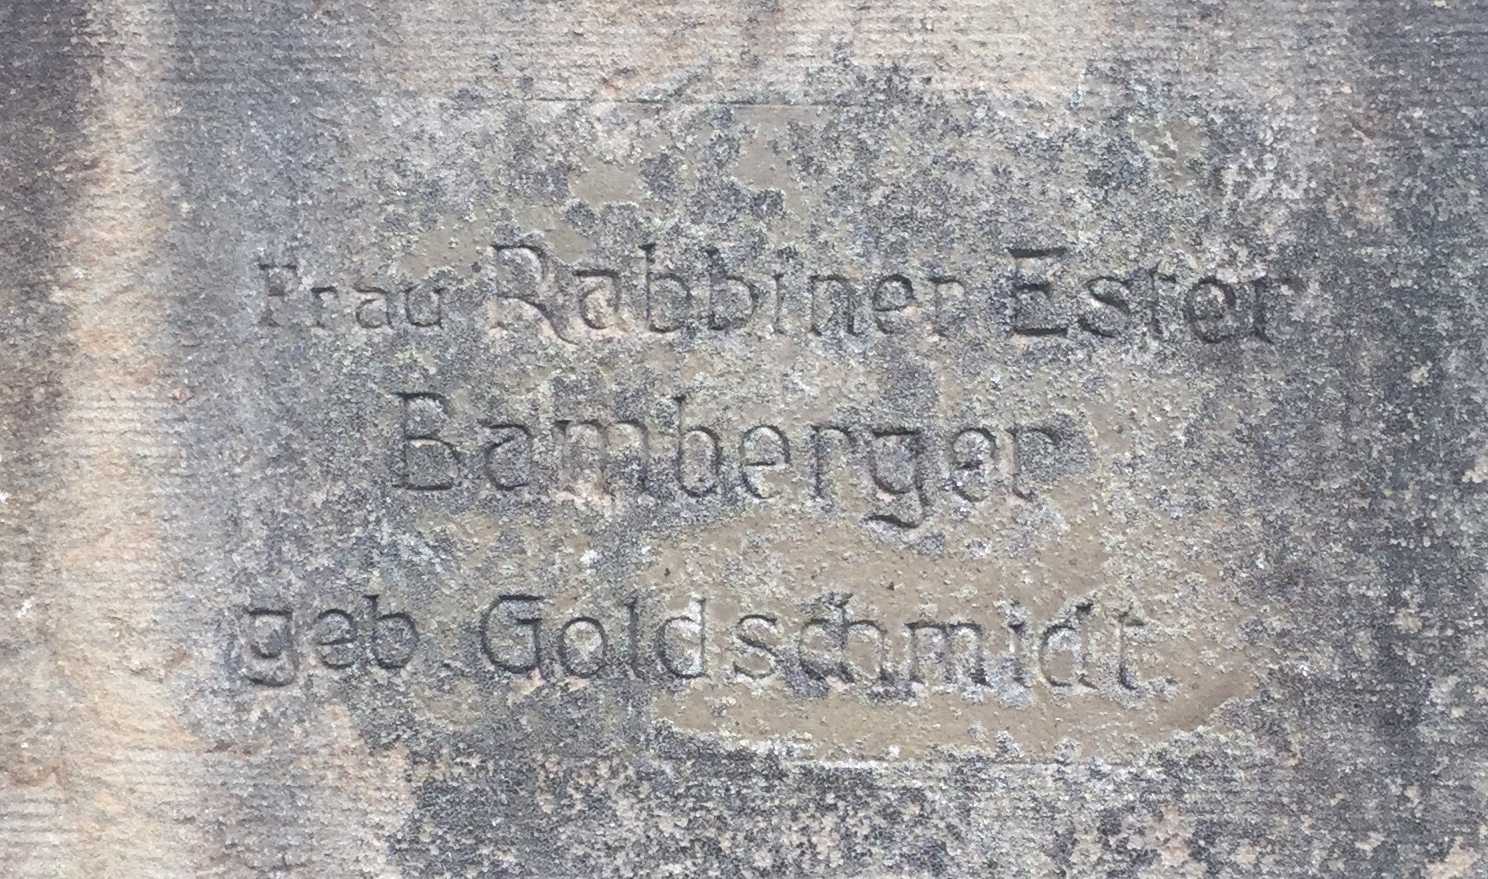 Frau Rabbiner Ester
Bamberger
geb Goldschmidt